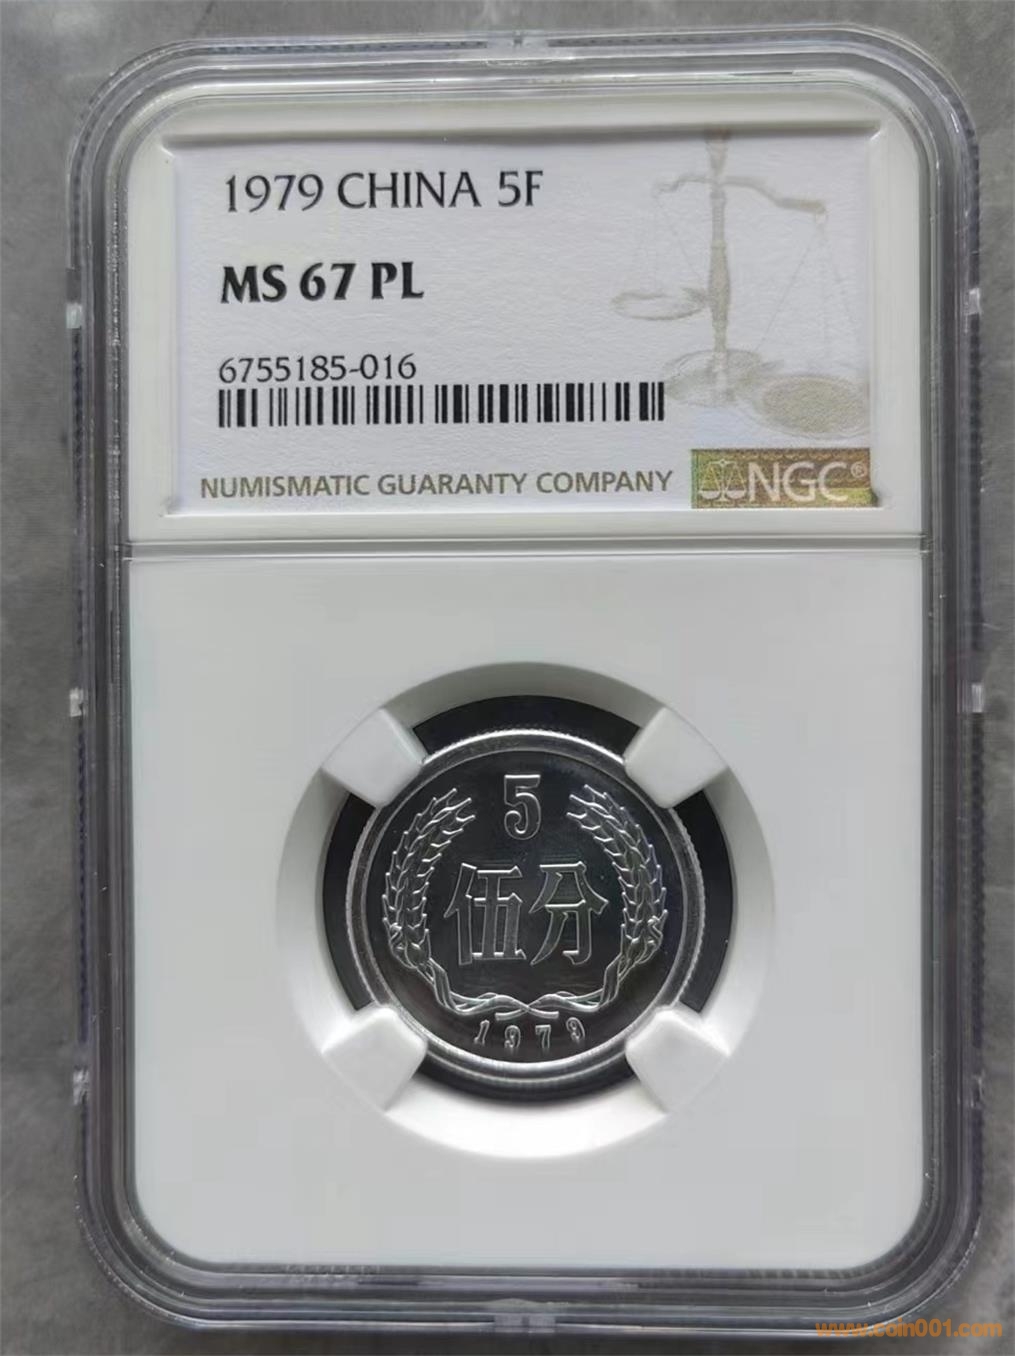 1979 CHINA 5F
MS 67 PL
6755185-016
NUMISMATIC GUARANTY COMPANY
NGC®
5
伍分
1979
www.coin001.com